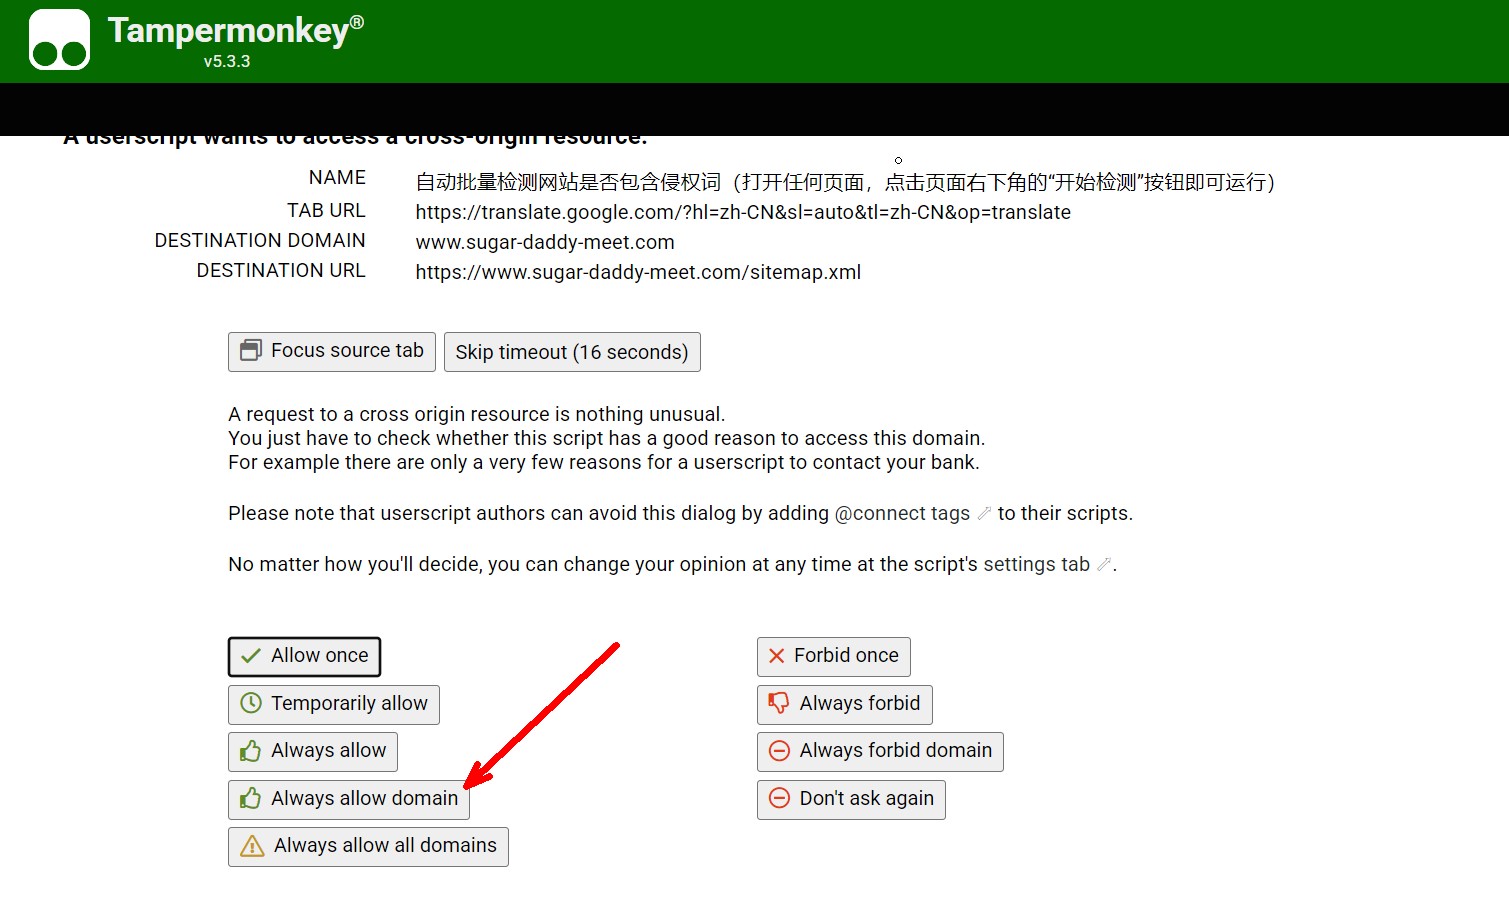 Tampermonkey®
v5.3.3
A userscript wants to access a cross-origin resource.
NAME 自动批量检测网站是否包含侵权词（打开任何页面，点击页面右下角的“开始检测”按钮即可运行）
TAB URL https://translate.google.com/?hl=zh-CN&sl=auto&tl=zh-CN&op=translate
DESTINATION DOMAIN www.sugar-daddy-meet.com
DESTINATION URL https://www.sugar-daddy-meet.com/sitemap.xml
Focus source tab Skip timeout (16 seconds)
A request to a cross origin resource is nothing unusual.
You just have to check whether this script has a good reason to access this domain.
For example there are only a very few reasons for a userscript to contact your bank.
Please note that userscript authors can avoid this dialog by adding @connect tags to their scripts.
No matter how you'll decide, you can change your opinion at any time at the script's settings tab.
Allow once Forbid once
Temporarily allow Always forbid
Always allow Always forbid domain
Always allow domain Don't ask again
Always allow all domains